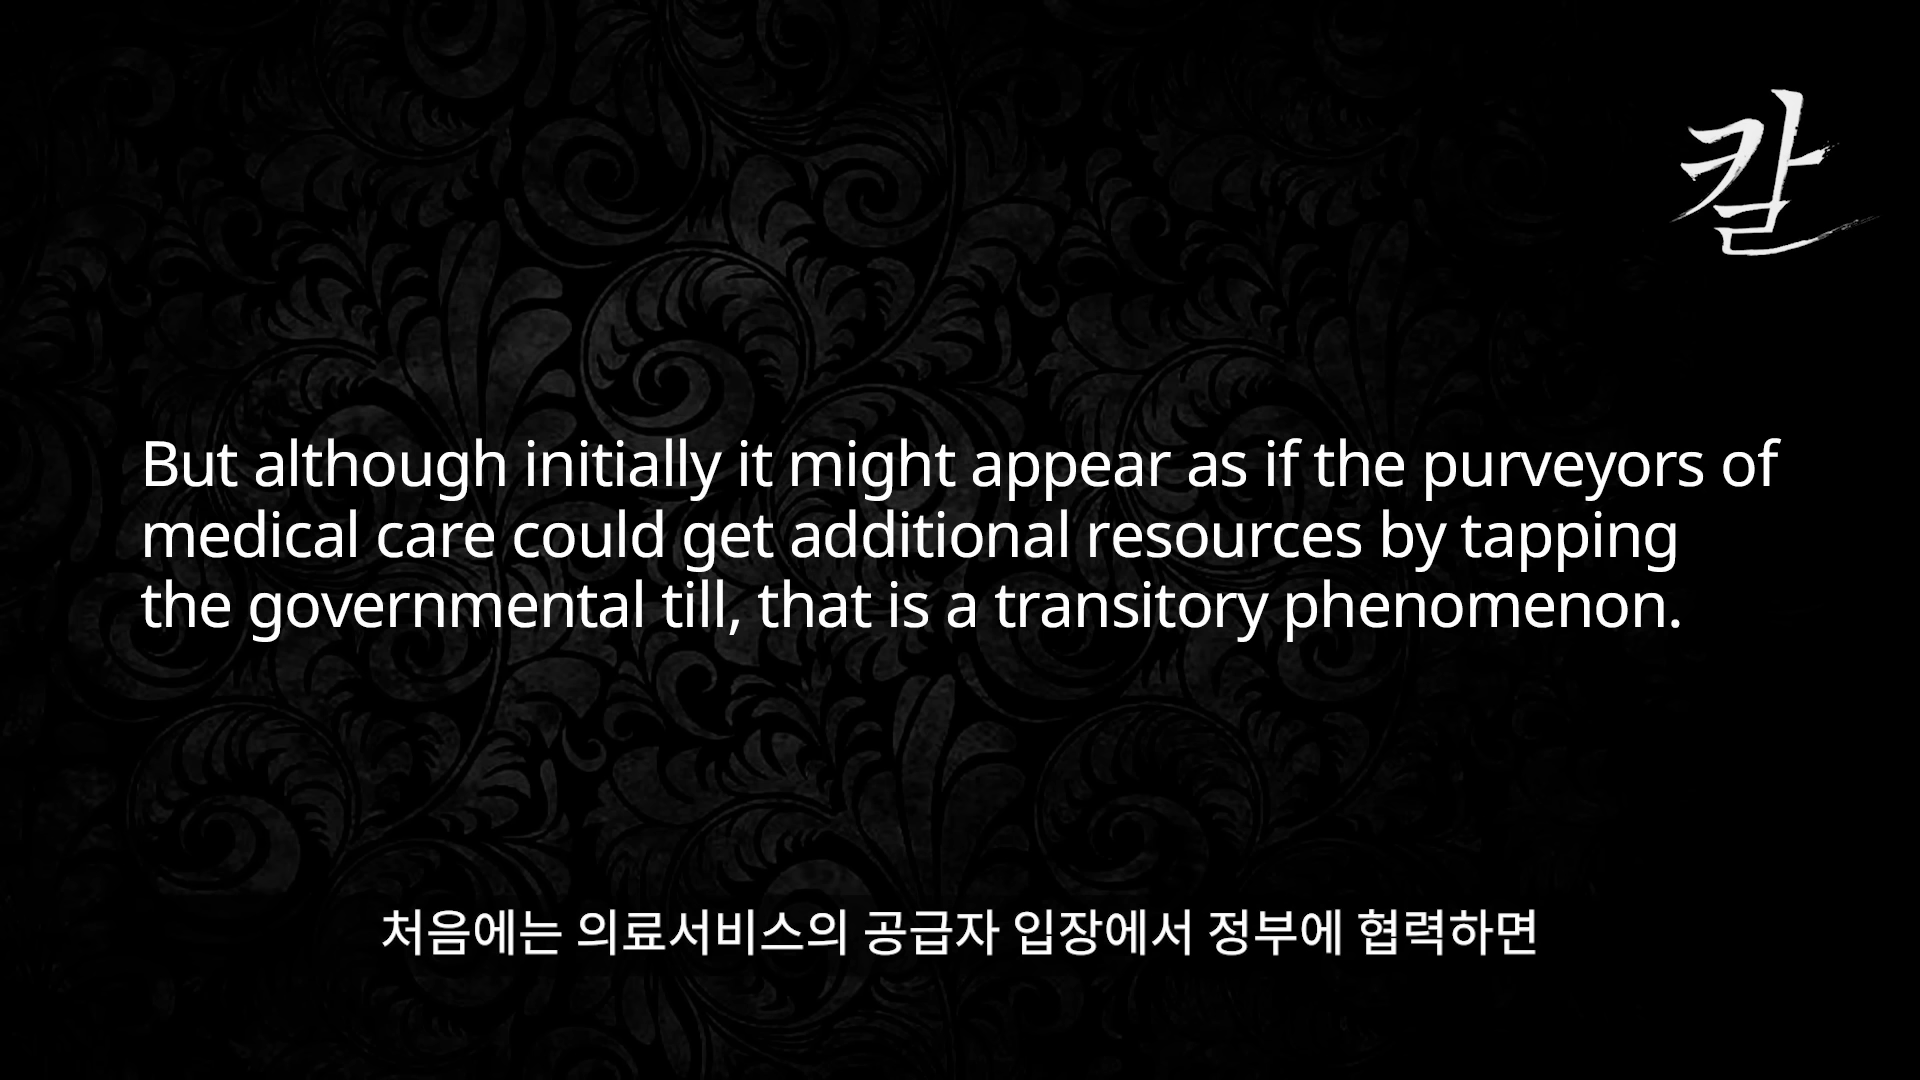 칼
But although initially it might appear as if the purveyors of
medical care could get additional resources by tapping
the governmental till, that is a transitory phenomenon.
처음에는 의료서비스의 공급자 입장에서 정부에 협력하면